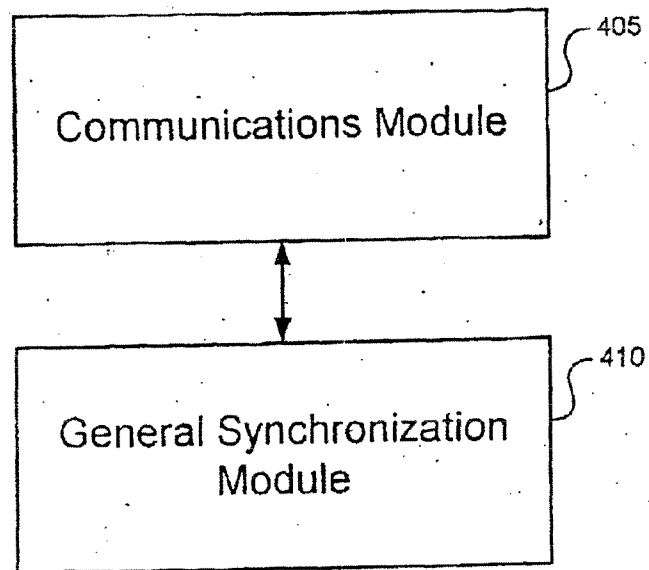 405
Communications Module
410
General Synchronization
Module